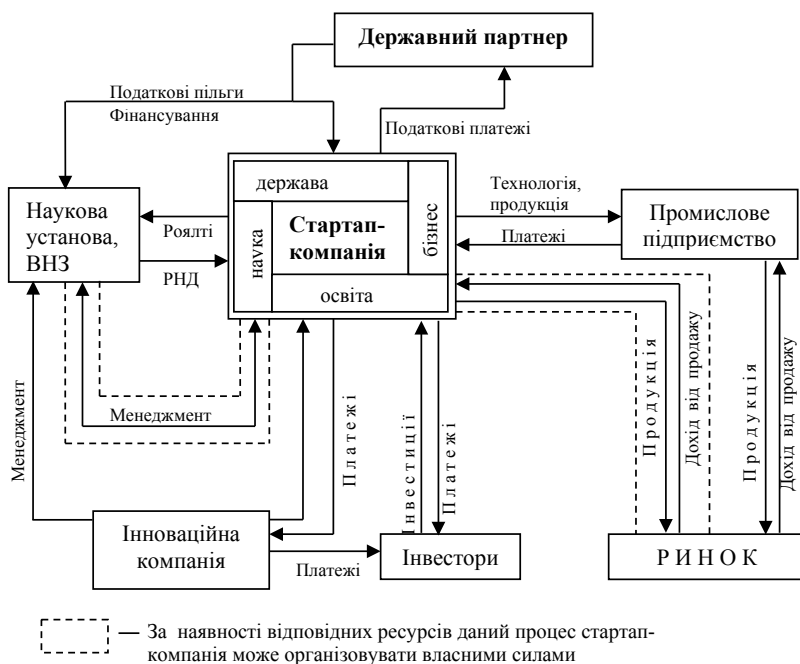 Державний партнер
Податкові пільги
Фінансування
Податкові платежі
держава
Наукова
установа,
ВНЗ
Роялті
РНД
наука
Стартап-
компанія
бізнес
освіта
Технологія,
продукція
Платежі
Промислове
підприємство
Менеджмент
Менеджмент
Платежі
Інвестиції
Платежі
Продукція
Дохід від продажу
Продукція
Дохід від продажу
Інноваційна
компанія
Платежі
Інвестори
РИНОК
— За наявності відповідних ресурсів даний процес стартап-
компанія може організовувати власними силами